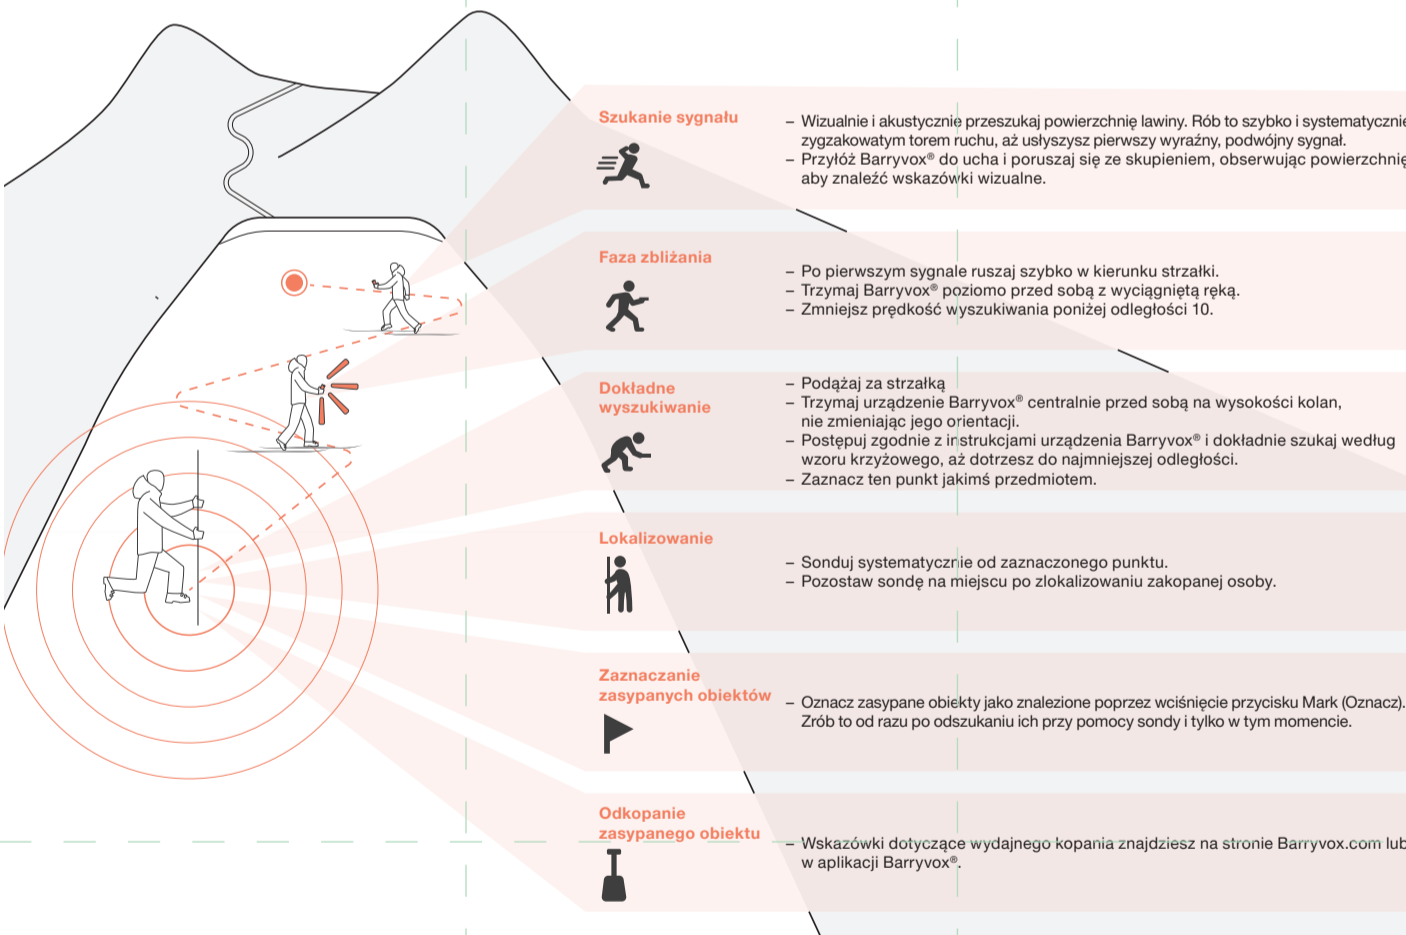 Szukanie sygnału
– Wizualnie i akustycznie przeszukaj powierzchnię lawiny. Rób to szybko i systematycznie
zygzakowatym torem ruchu, aż usłyszysz pierwszy wyraźny, podwójny sygnał.
– Przyłóż Barryvox® do ucha i poruszaj się ze skupieniem, obserwując powierzchnię
aby znaleźć wskazówki wizualne.
Faza zbliżania
– Po pierwszym sygnale ruszaj szybko w kierunku strzałki.
– Trzymaj Barryvox® poziomo przed sobą z wyciągniętą ręką.
– Zmniejsz prędkość wyszukiwania poniżej odległości 10.
Dokładne
wyszukiwanie
– Podążaj za strzałką
– Trzymaj urządzenie Barryvox® centralnie przed sobą na wysokości kolan,
nie zmieniając jego orientacji.
– Postępuj zgodnie z instrukcjami urządzenia Barryvox® i dokładnie szukaj według
wzoru krzyżowego, aż dotrzesz do najmniejszej odległości.
– Zaznacz ten punkt jakimś przedmiotem.
Lokalizowanie
– Sonduj systematycznie od zaznaczonego punktu.
– Pozostaw sondę na miejscu po zlokalizowaniu zakopanej osoby.
Zaznaczanie
zasypanych obiektów
– Oznacz zasypane obiekty jako znalezione poprzez wciśnięcie przycisku Mark (Oznacz).
Zrób to od razu po odszukaniu ich przy pomocy sondy i tylko w tym momencie.
Odkopanie
zasypanego obiektu
– Wskazówki dotyczące wydajnego kopania znajdziesz na stronie Barryvox.com lub
w aplikacji Barryvox®.